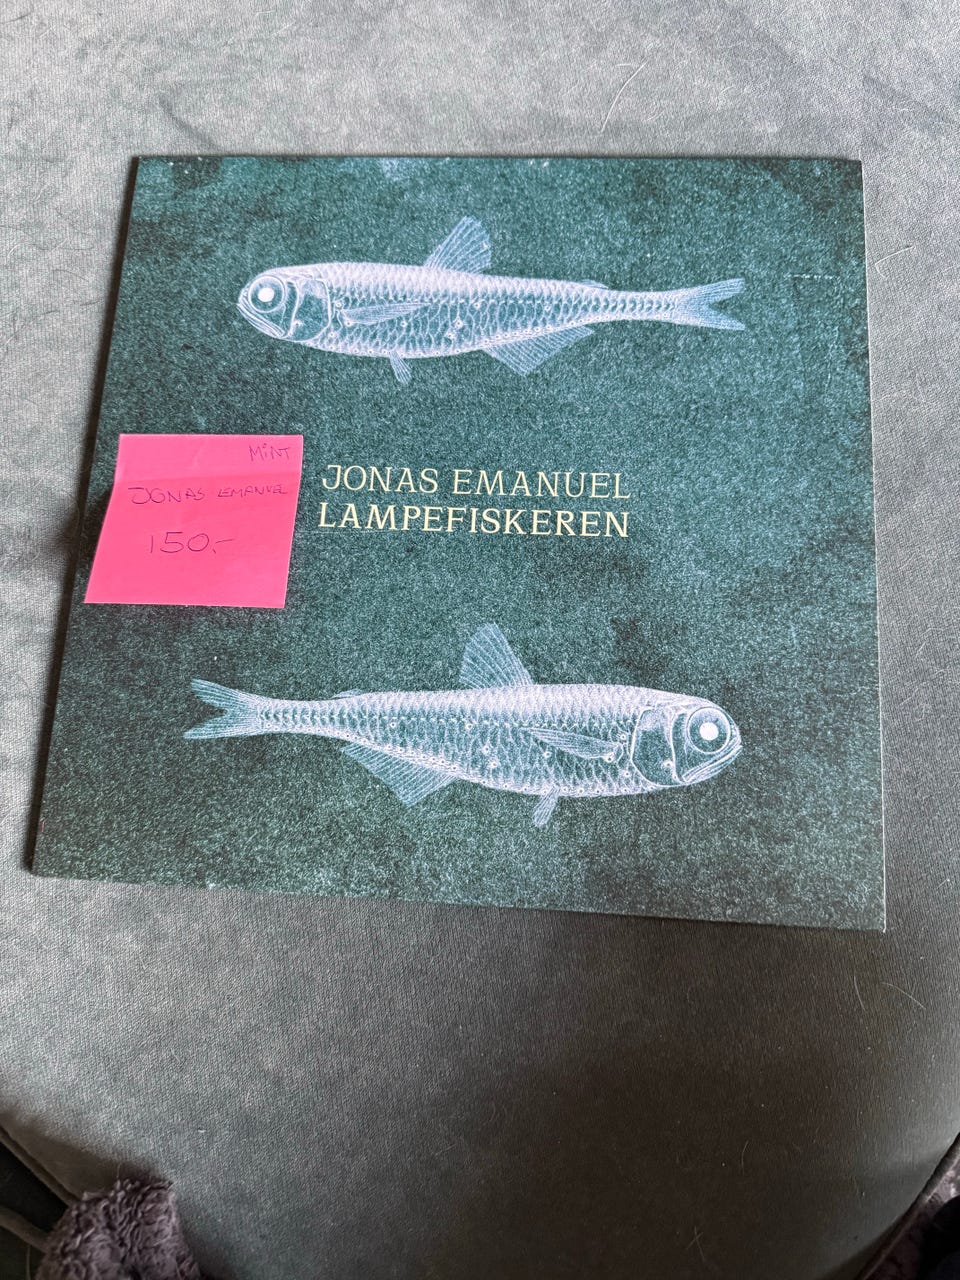 MINT
JONAS EMANUEL
150.-
JONAS EMANUEL
LAMPEFISKEREN